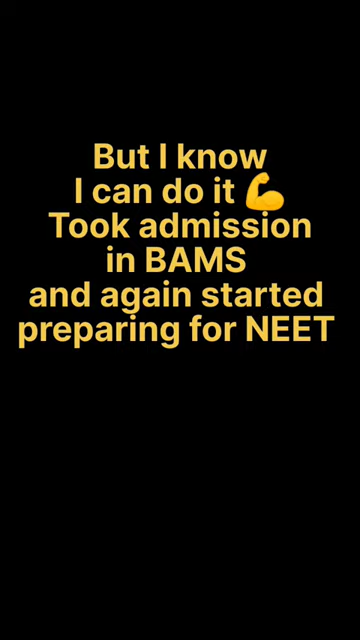 But I know
I can do it 💪
Took admission
in BAMS
and again started
preparing for NEET